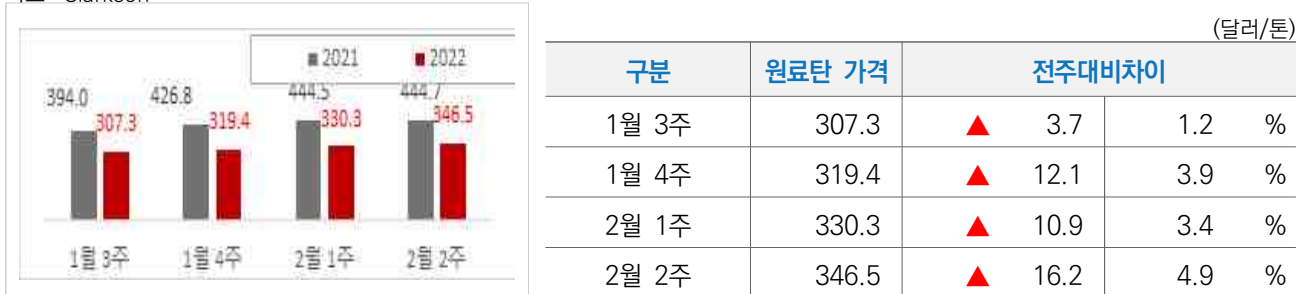 (달러/톤)
■ 2021 ■ 2022
394.0 426.8 444.5 444.7
307.3 319.4 330.3 346.5
1월 3주 1월 4주 2월 1주 2월 2주
구분 원료탄 가격 전주대비차이
1월 3주 307.3 ▲ 3.7 1.2 %
1월 4주 319.4 ▲ 12.1 3.9 %
2월 1주 330.3 ▲ 10.9 3.4 %
2월 2주 346.5 ▲ 16.2 4.9 %